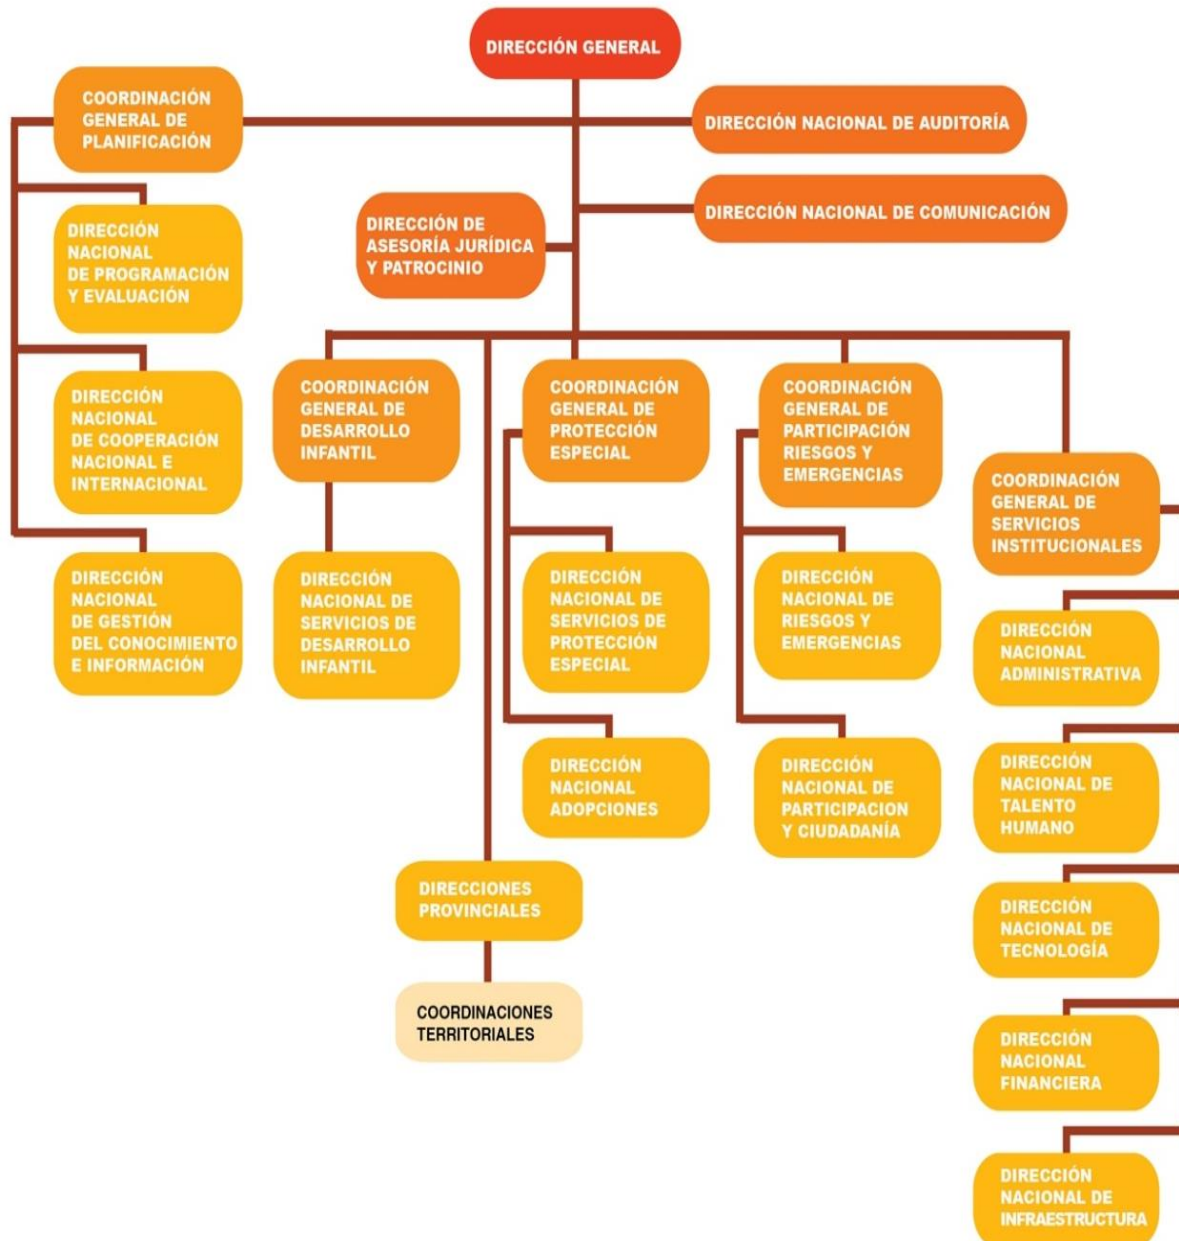 DIRECCIÓN GENERAL
COORDINACIÓN
GENERAL DE
PLANIFICACIÓN
DIRECCIÓN NACIONAL DE AUDITORÍA
DIRECCIÓN NACIONAL DE COMUNICACIÓN
DIRECCIÓN DE
ASESORÍA JURÍDICA
Y PATROCINIO
DIRECCIÓN
NACIONAL
DE PROGRAMACIÓN
Y EVALUACIÓN
DIRECCIÓN
NACIONAL
DE COOPERACIÓN
NACIONAL E
INTERNACIONAL
DIRECCIÓN
NACIONAL
DE GESTIÓN
DEL CONOCIMIENTO
E INFORMACIÓN
COORDINACIÓN
GENERAL DE
DESARROLLO
INFANTIL
DIRECCIÓN
NACIONAL DE
SERVICIOS DE
DESARROLLO
INFANTIL
DIRECCIONES
PROVINCIALES
COORDINACIONES
TERRITORIALES
COORDINACIÓN
GENERAL DE
PROTECCIÓN
ESPECIAL
DIRECCIÓN
NACIONAL DE
SERVICIOS DE
PROTECCIÓN
ESPECIAL
DIRECCIÓN
NACIONAL
ADOPCIONES
COORDINACIÓN
GENERAL DE
PARTICIPACIÓN
RIESGOS Y
EMERGENCIAS
DIRECCIÓN
NACIONAL DE
RIESGOS Y
EMERGENCIAS
DIRECCIÓN
NACIONAL DE
PARTICIPACION
Y CIUDADANÍA
COORDINACIÓN
GENERAL DE
SERVICIOS
INSTITUCIONALES
DIRECCIÓN
NACIONAL
ADMINISTRATIVA
DIRECCIÓN
NACIONAL DE
TALENTO
HUMANO
DIRECCIÓN
NACIONAL DE
TECNOLOGÍA
DIRECCIÓN
NACIONAL
FINANCIERA
DIRECCIÓN
NACIONAL DE
INFRAESTRUCTURA